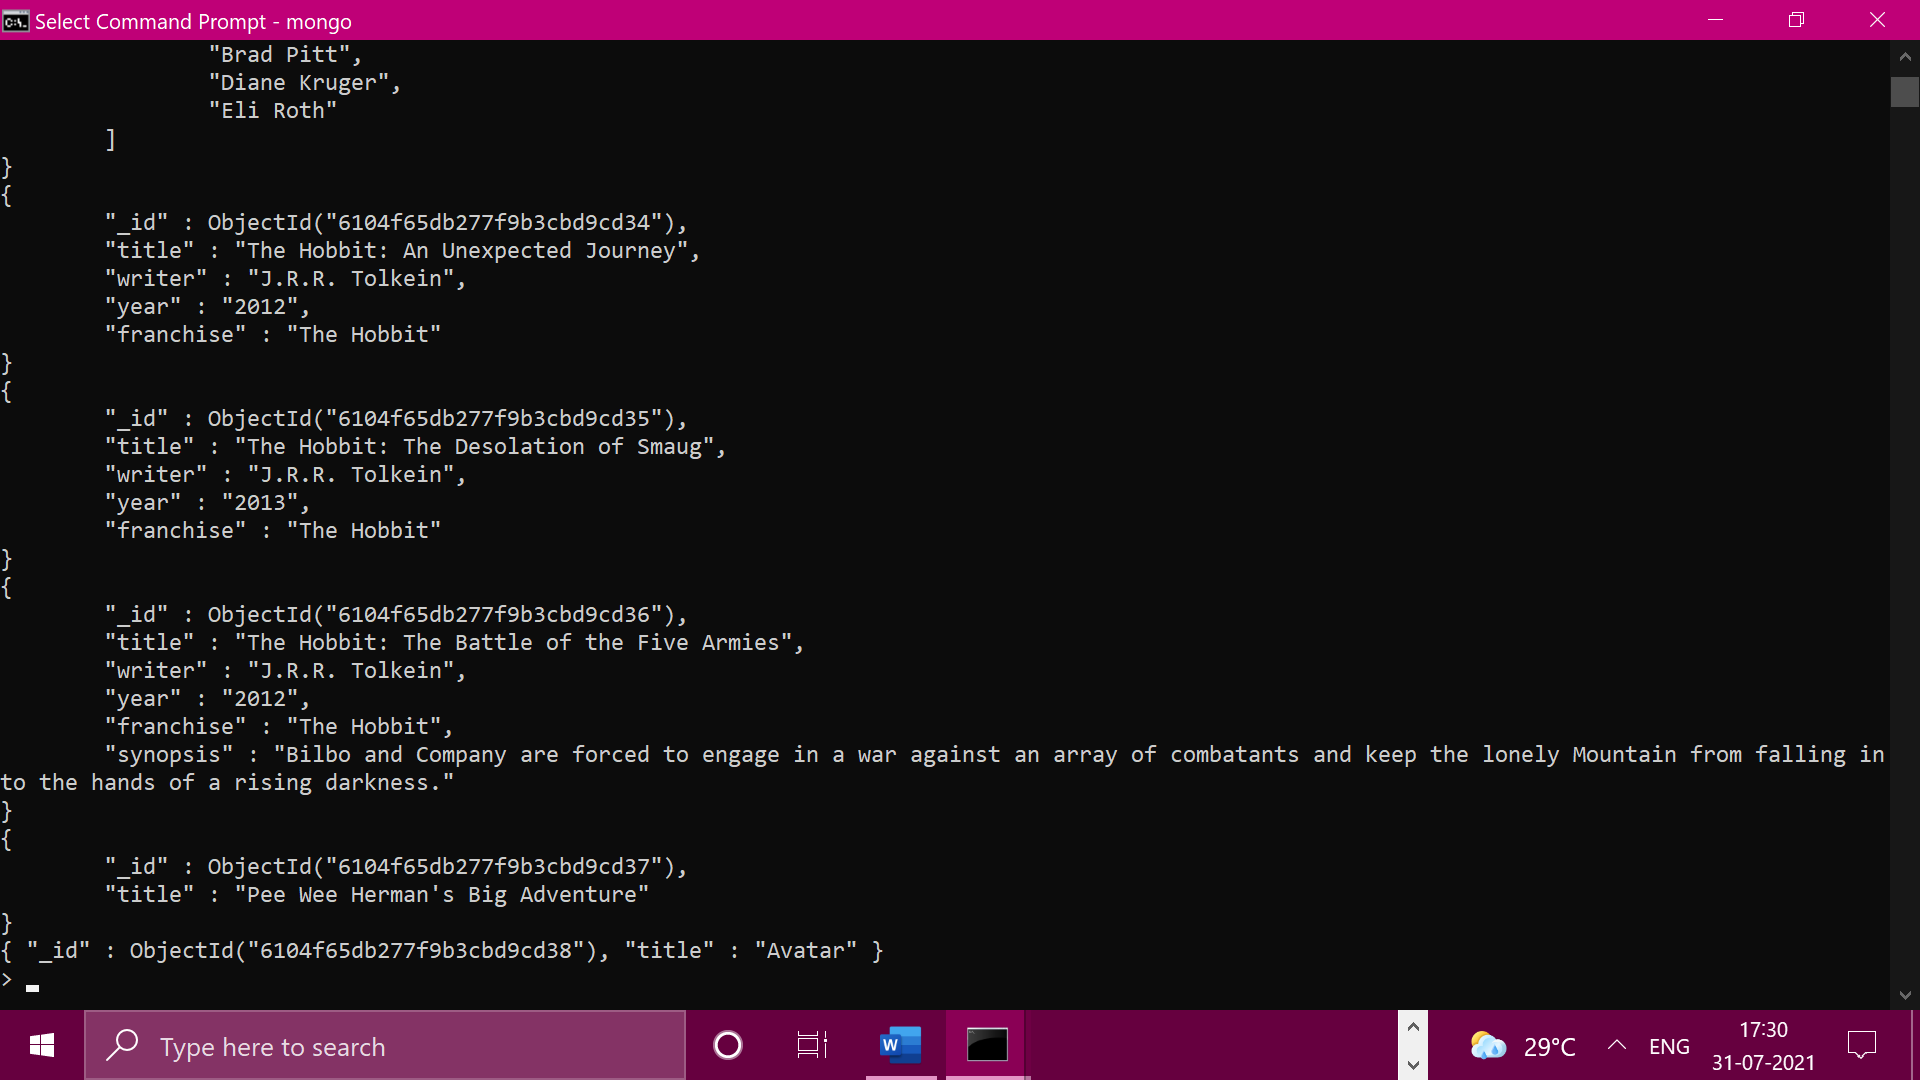 Select Command Prompt - mongo
"Brad Pitt",
"Diane Kruger",
"Eli Roth"
]
}
{
"_id" : ObjectId("6104f65db277f9b3cbd9cd34"),
"title" : "The Hobbit: An Unexpected Journey",
"writer" : "J.R.R. Tolkein",
"year" : "2012",
"franchise" : "The Hobbit"
}
{
"_id" : ObjectId("6104f65db277f9b3cbd9cd35"),
"title" : "The Hobbit: The Desolation of Smaug",
"writer" : "J.R.R. Tolkein",
"year" : "2013",
"franchise" : "The Hobbit"
}
{
"_id" : ObjectId("6104f65db277f9b3cbd9cd36"),
"title" : "The Hobbit: The Battle of the Five Armies",
"writer" : "J.R.R. Tolkein",
"year" : "2012",
"franchise" : "The Hobbit",
"synopsis" : "Bilbo and Company are forced to engage in a war against an array of combatants and keep the lonely Mountain from falling in
to the hands of a rising darkness."
}
{
"_id" : ObjectId("6104f65db277f9b3cbd9cd37"),
"title" : "Pee Wee Herman's Big Adventure"
}
{ "_id" : ObjectId("6104f65db277f9b3cbd9cd38"), "title" : "Avatar" }
>
Type here to search
W
29°C
ENG
17:30
31-07-2021